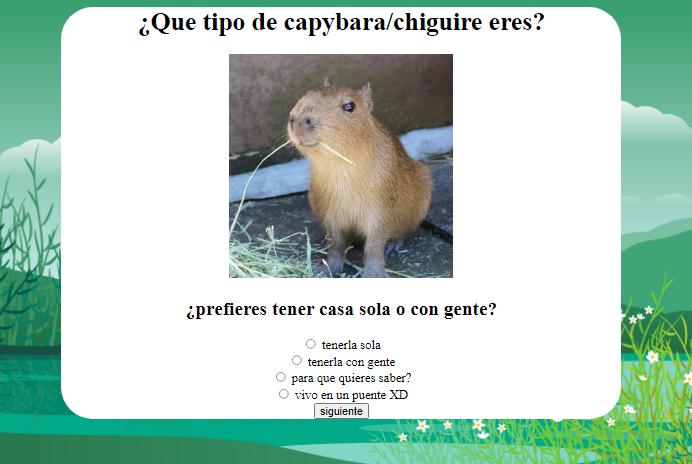 ¿Que tipo de capybara/chiguire eres?
¿prefieres tener casa sola o con gente?
tenerla sola
tenerla con gente
para que quieres saber?
vivo en un puente XD
siguiente